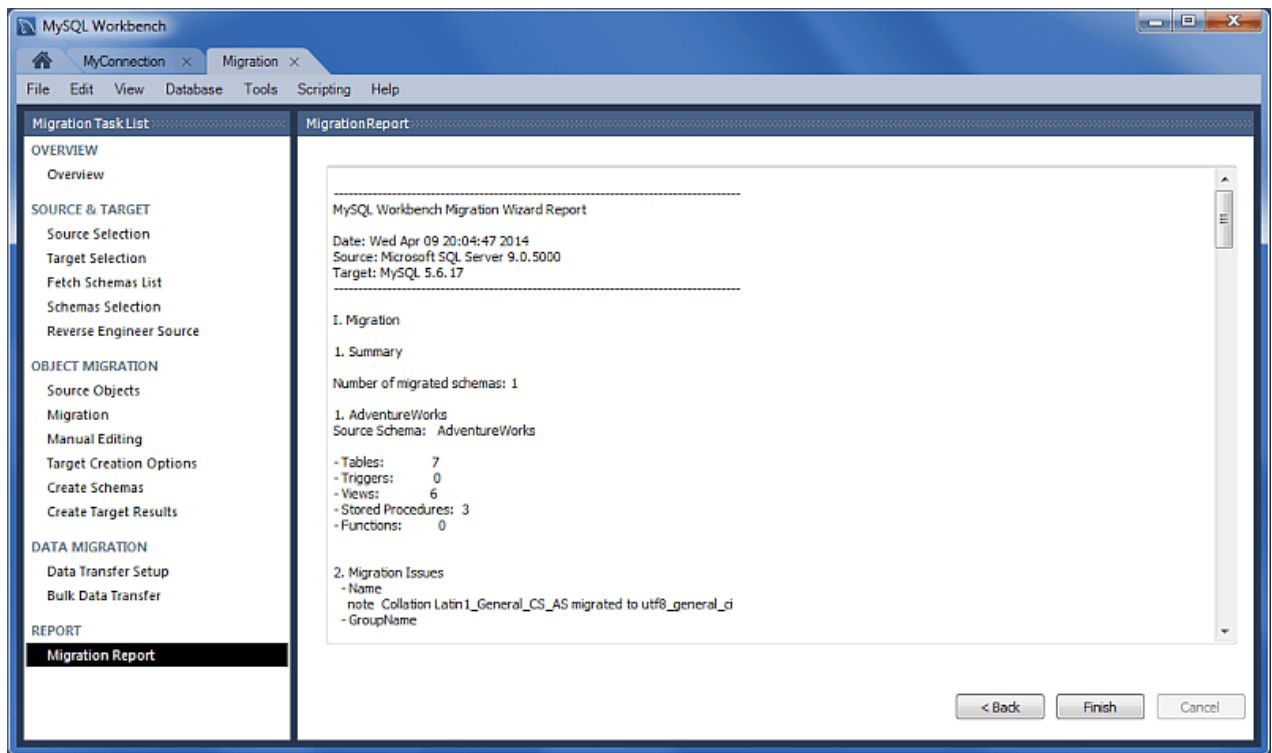 MySQL Workbench
MyConnection × Migration ×
File Edit View Database Tools Scripting Help
Migration Task List
OVERVIEW
Overview
SOURCE & TARGET
Source Selection
Target Selection
Fetch Schemas List
Schemas Selection
Reverse Engineer Source
OBJECT MIGRATION
Source Objects
Migration
Manual Editing
Target Creation Options
Create Schemas
Create Target Results
DATA MIGRATION
Data Transfer Setup
Bulk Data Transfer
REPORT
Migration Report
Migration Report
------------------------------------------------------------------------------------
MySQL Workbench Migration Wizard Report
Date: Wed Apr 09 20:04:47 2014
Source: Microsoft SQL Server 9.0.5000
Target: MySQL 5.6.17
------------------------------------------------------------------------------------
I. Migration
1. Summary
Number of migrated schemas: 1
1. AdventureWorks
Source Schema: AdventureWorks
- Tables: 7
- Triggers: 0
- Views: 6
- Stored Procedures: 3
- Functions: 0
2. Migration Issues
- Name
note Collation Latin1_General_CS_AS migrated to utf8_general_ci
- GroupName
< Back Finish Cancel